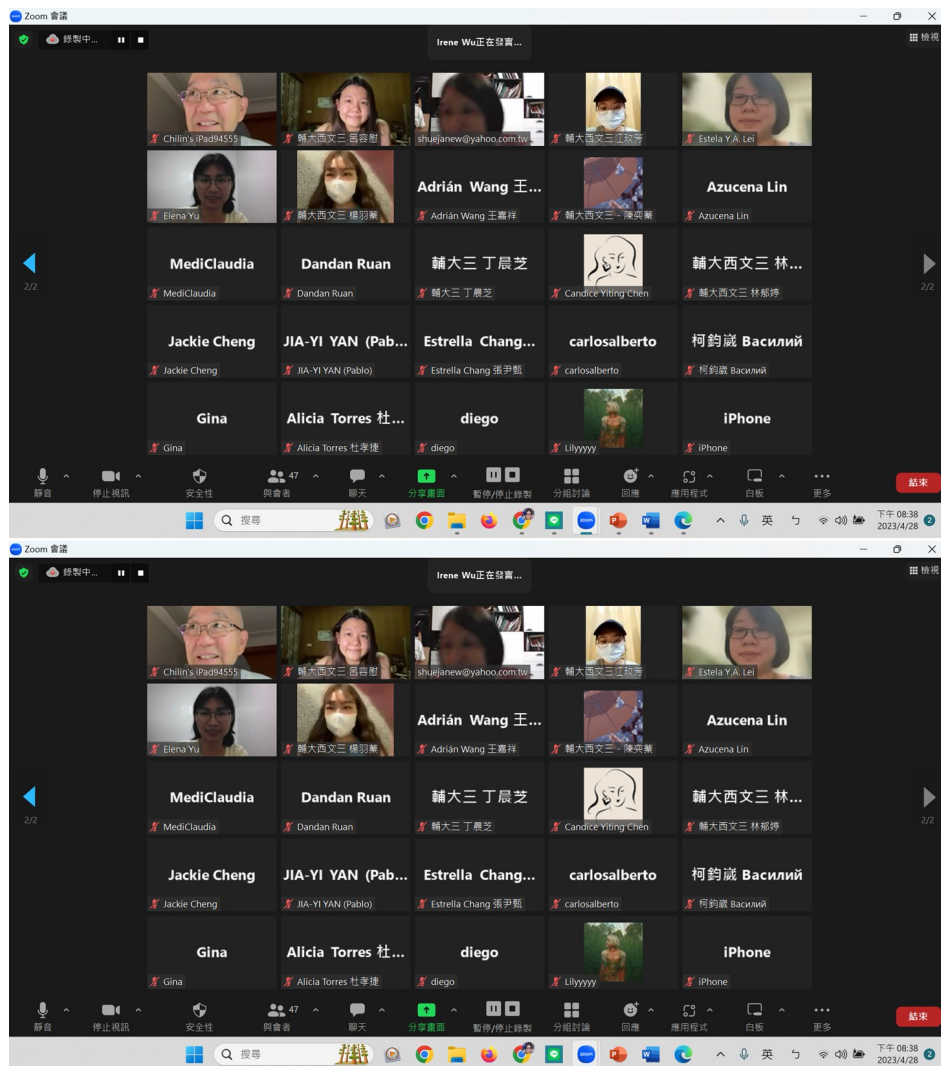 Zoom 會議
錄製中...
Irene Wu正在發言...
檢視
Chilin's iPad94555
輔大西文三 呂容慰
shuejanew@yahoo.com.tw
輔大西文三江玟芳
Estela Y.A. Lei
Elena Yu
輔大西文三 楊羽蓁
Adrián Wang 王...
Adrián Wang 王嘉祥
輔大西文三 - 陳奕蓁
Azucena Lin
Azucena Lin
2/2
MediClaudia
MediClaudia
Dandan Ruan
Dandan Ruan
輔大三 丁晨芝
輔大三 丁晨芝
Candice Yiting Chen
輔大西文三 林...
輔大西文三 林郁婷
2/2
Jackie Cheng
Jackie Cheng
JIA-YI YAN (Pab...
JIA-YI YAN (Pablo)
Estrella Chang...
Estrella Chang 張尹甄
carlosalberto
carlosalberto
柯鈞崴 Василий
柯鈞崴 Василий
Gina
Gina
Alicia Torres 杜...
Alicia Torres 杜孝捷
diego
diego
Lilyyyyy
iPhone
iPhone
靜音
停止視訊
安全性
47
與會者
聊天
分享畫面
暫停/停止錄製
分組討論
回應
應用程式
白板
更多
結束
搜尋
英
ㄅ
下午 08:38
2023/4/28
2
Zoom 會議
錄製中...
Irene Wu正在發言...
檢視
Chilin's iPad94555
輔大西文三 呂容慰
shuejanew@yahoo.com.tw
輔大西文三江玟芳
Estela Y.A. Lei
Elena Yu
輔大西文三 楊羽蓁
Adrián Wang 王...
Adrián Wang 王嘉祥
輔大西文三 - 陳奕蓁
Azucena Lin
Azucena Lin
2/2
MediClaudia
MediClaudia
Dandan Ruan
Dandan Ruan
輔大三 丁晨芝
輔大三 丁晨芝
Candice Yiting Chen
輔大西文三 林...
輔大西文三 林郁婷
2/2
Jackie Cheng
Jackie Cheng
JIA-YI YAN (Pab...
JIA-YI YAN (Pablo)
Estrella Chang...
Estrella Chang 張尹甄
carlosalberto
carlosalberto
柯鈞崴 Василий
柯鈞崴 Василий
Gina
Gina
Alicia Torres 杜...
Alicia Torres 杜孝捷
diego
diego
Lilyyyyy
iPhone
iPhone
靜音
停止視訊
安全性
47
與會者
聊天
分享畫面
暫停/停止錄製
分組討論
回應
應用程式
白板
更多
結束
搜尋
英
ㄅ
下午 08:38
2023/4/28
2